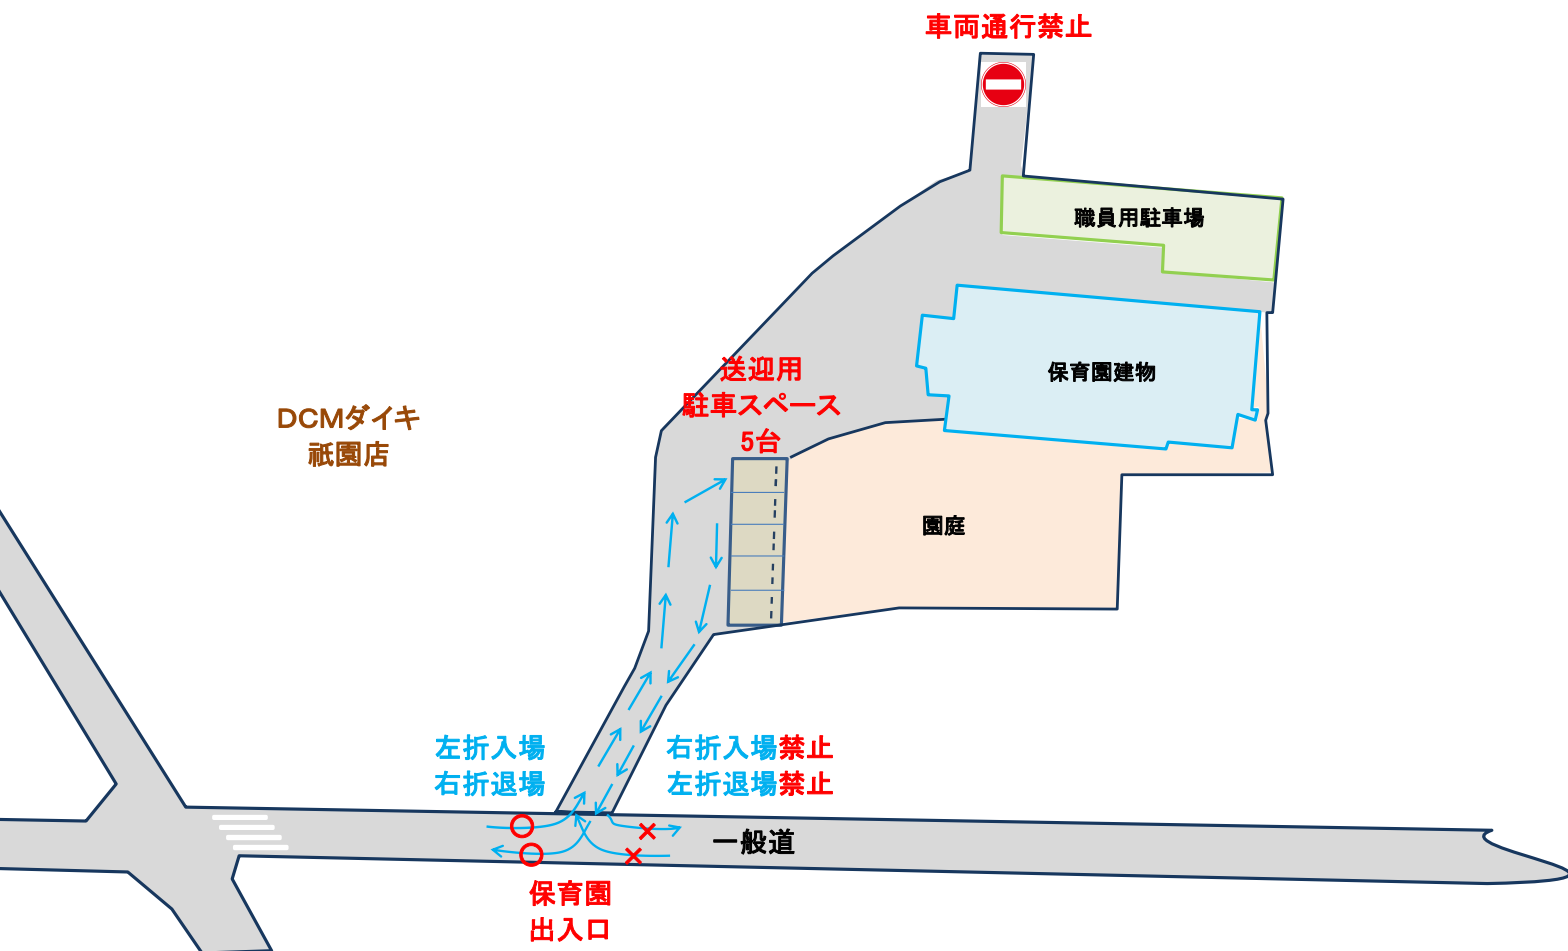 車両通行禁止
職員用駐車場
送迎用
駐車スペース
5台
保育園建物
DCMダイキ
祇園店
園庭
左折入場
右折退場
右折入場禁止
左折退場禁止
一般道
保育園
出入口